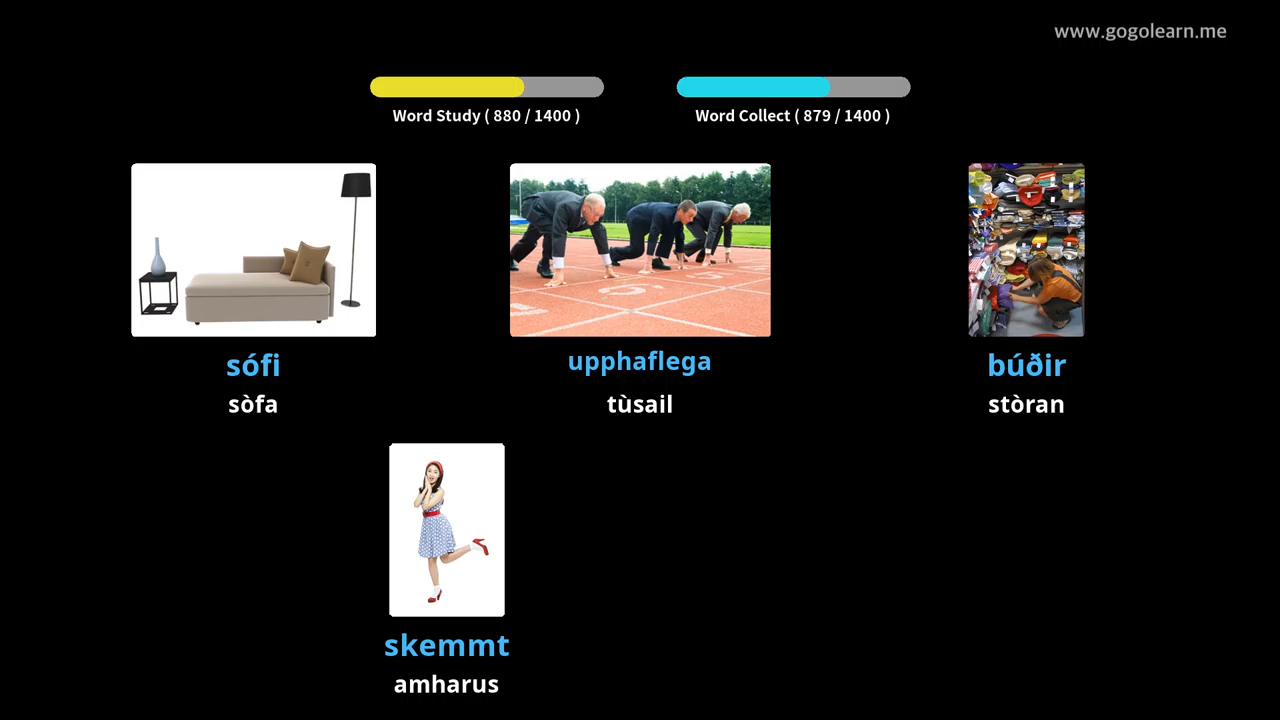 www.gogolearn.me
Word Study ( 880 / 1400 )
Word Collect ( 879 / 1400 )
sófi
upphaflega
búðir
sòfa
tùsail
stòran
skemmt
amharus